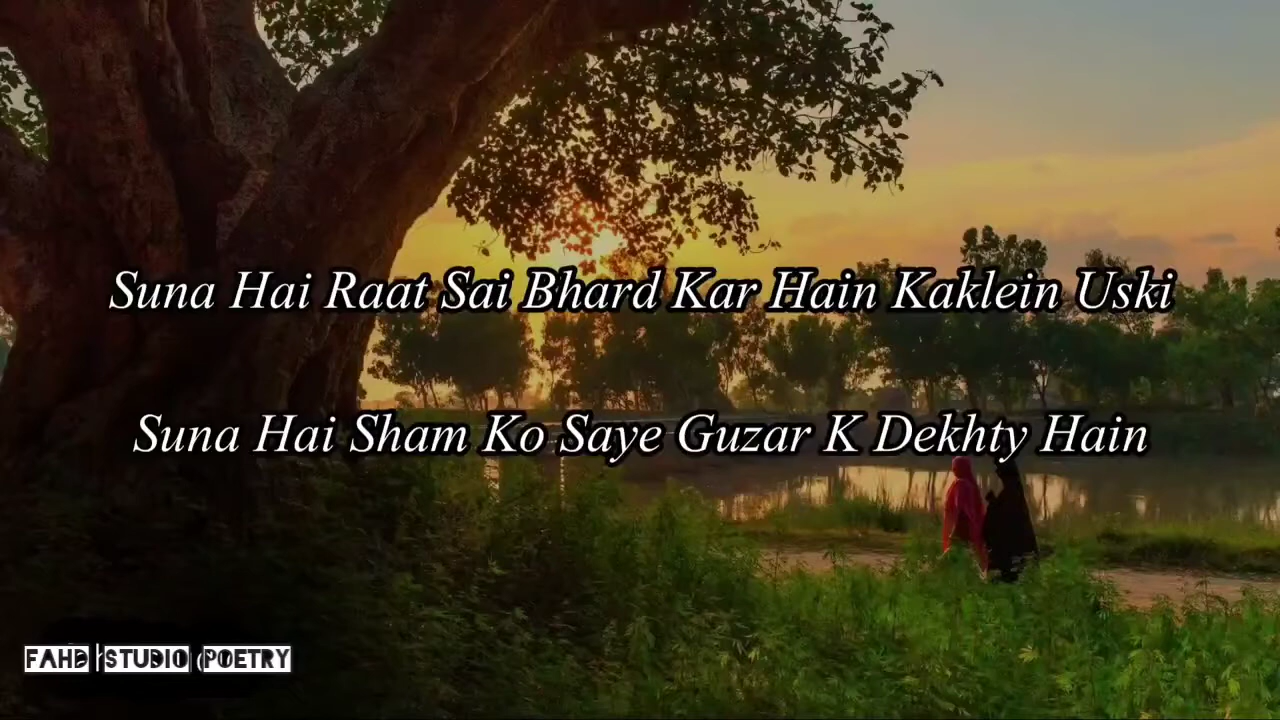 Suna Hai Raat Sai Bhard Kar Hain Kaklein Uski
Suna Hai Sham Ko Saye Guzar K Dekhty Hain
FAHD STUDIO POETRY